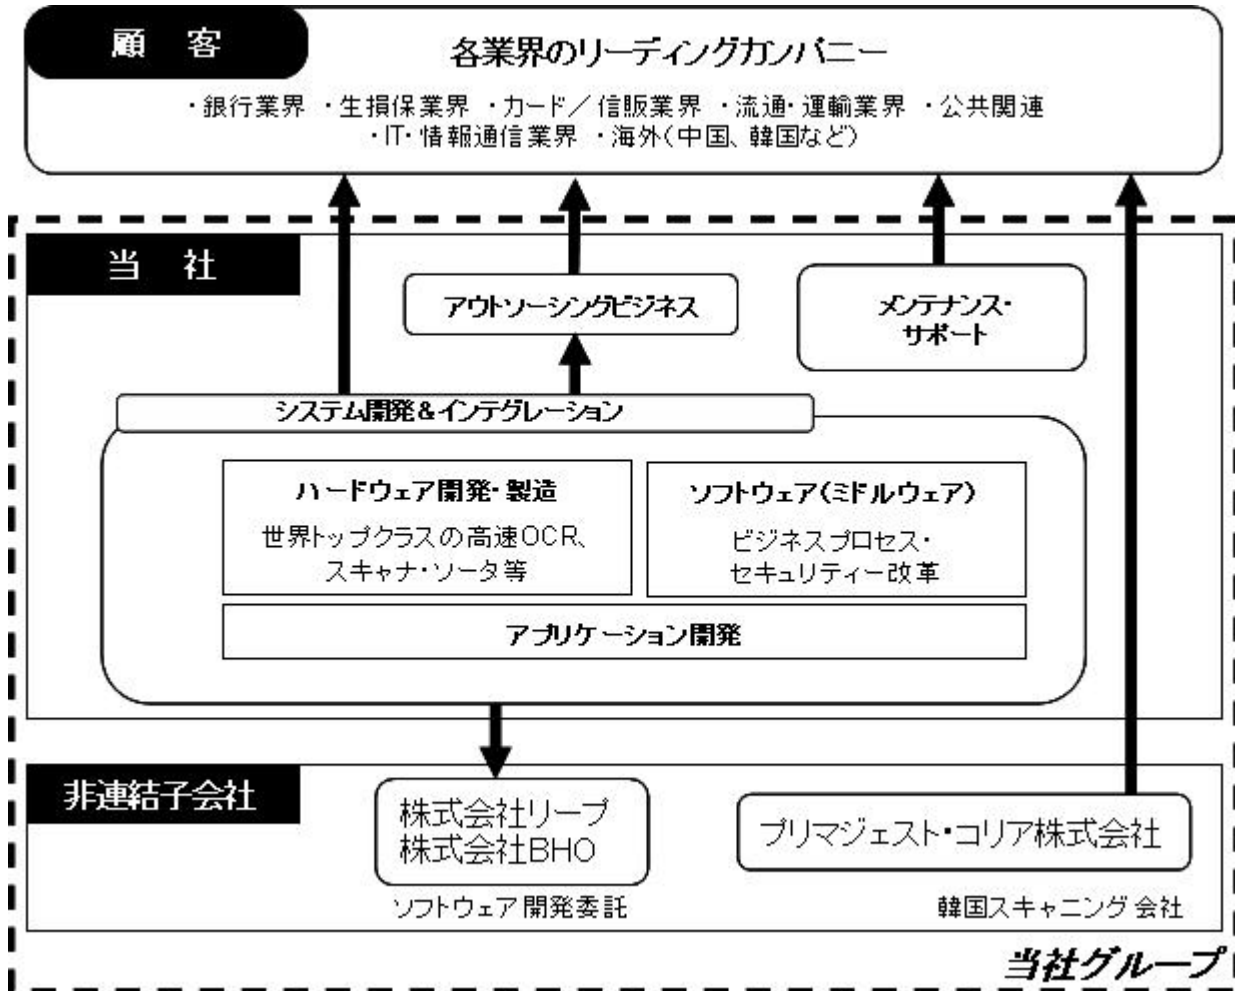 顧 客
各業界のリーディングカンパニー
・銀行業界 ・生損保業界 ・カード／信販業界 ・流通・運輸業界 ・公共関連
・IT・情報通信業界 ・海外(中国、韓国など)
当 社
アウトソーシングビジネス
メンテナンス・
サポート
システム開発＆インテグレーション
ハードウェア開発・製造
世界トップクラスの高速OCR、
スキャナ・ソータ等
ソフトウェア(ミドルウェア)
ビジネスプロセス・
セキュリティー改革
アプリケーション開発
非連結子会社
株式会社リープ
株式会社BHO
ソフトウェア開発委託
プリマジェスト・コリア株式会社
韓国スキャニング会社
当社グループ